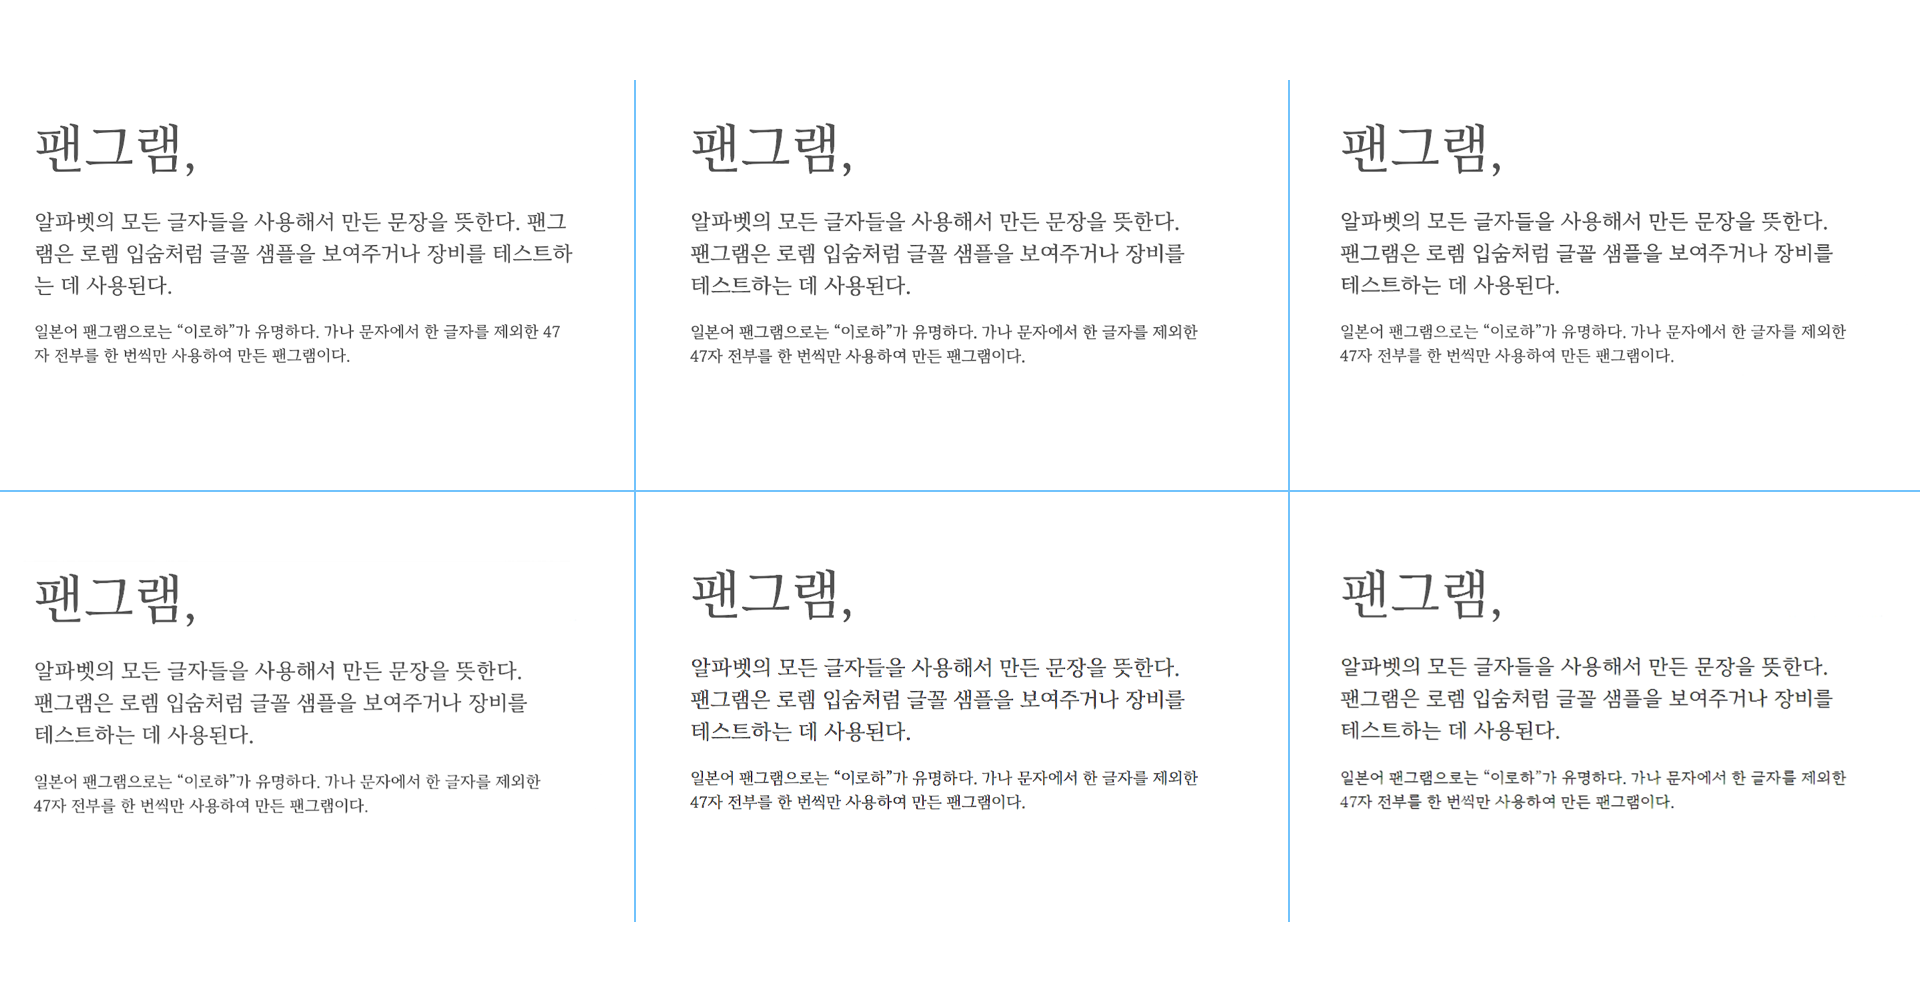 팬그램,
알파벳의 모든 글자들을 사용해서 만든 문장을 뜻한다. 팬그
램은 로렘 입숨처럼 글꼴 샘플을 보여주거나 장비를 테스트하
는 데 사용된다.
일본어 팬그램으로는 “이로하”가 유명하다. 가나 문자에서 한 글자를 제외한 47
자 전부를 한 번씩만 사용하여 만든 팬그램이다.
팬그램,
알파벳의 모든 글자들을 사용해서 만든 문장을 뜻한다.
팬그램은 로렘 입숨처럼 글꼴 샘플을 보여주거나 장비를
테스트하는 데 사용된다.
일본어 팬그램으로는 “이로하”가 유명하다. 가나 문자에서 한 글자를 제외한
47자 전부를 한 번씩만 사용하여 만든 팬그램이다.
팬그램,
알파벳의 모든 글자들을 사용해서 만든 문장을 뜻한다.
팬그램은 로렘 입숨처럼 글꼴 샘플을 보여주거나 장비를
테스트하는 데 사용된다.
일본어 팬그램으로는 “이로하”가 유명하다. 가나 문자에서 한 글자를 제외한
47자 전부를 한 번씩만 사용하여 만든 팬그램이다.
팬그램,
알파벳의 모든 글자들을 사용해서 만든 문장을 뜻한다.
팬그램은 로렘 입숨처럼 글꼴 샘플을 보여주거나 장비를
테스트하는 데 사용된다.
일본어 팬그램으로는 “이로하”가 유명하다. 가나 문자에서 한 글자를 제외한
47자 전부를 한 번씩만 사용하여 만든 팬그램이다.
팬그램,
알파벳의 모든 글자들을 사용해서 만든 문장을 뜻한다.
팬그램은 로렘 입숨처럼 글꼴 샘플을 보여주거나 장비를
테스트하는 데 사용된다.
일본어 팬그램으로는 “이로하”가 유명하다. 가나 문자에서 한 글자를 제외한
47자 전부를 한 번씩만 사용하여 만든 팬그램이다.
팬그램,
알파벳의 모든 글자들을 사용해서 만든 문장을 뜻한다.
팬그램은 로렘 입숨처럼 글꼴 샘플을 보여주거나 장비를
테스트하는 데 사용된다.
일본어 팬그램으로는 “이로하”가 유명하다. 가나 문자에서 한 글자를 제외한
47자 전부를 한 번씩만 사용하여 만든 팬그램이다.